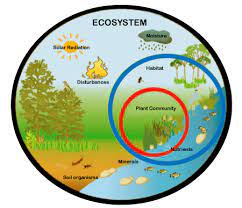 ECOSYSTEM
Solar Radiation
Moisture
Habitat
Disturbances
Plant Community
Nutrients
Minerals
Soil organisms